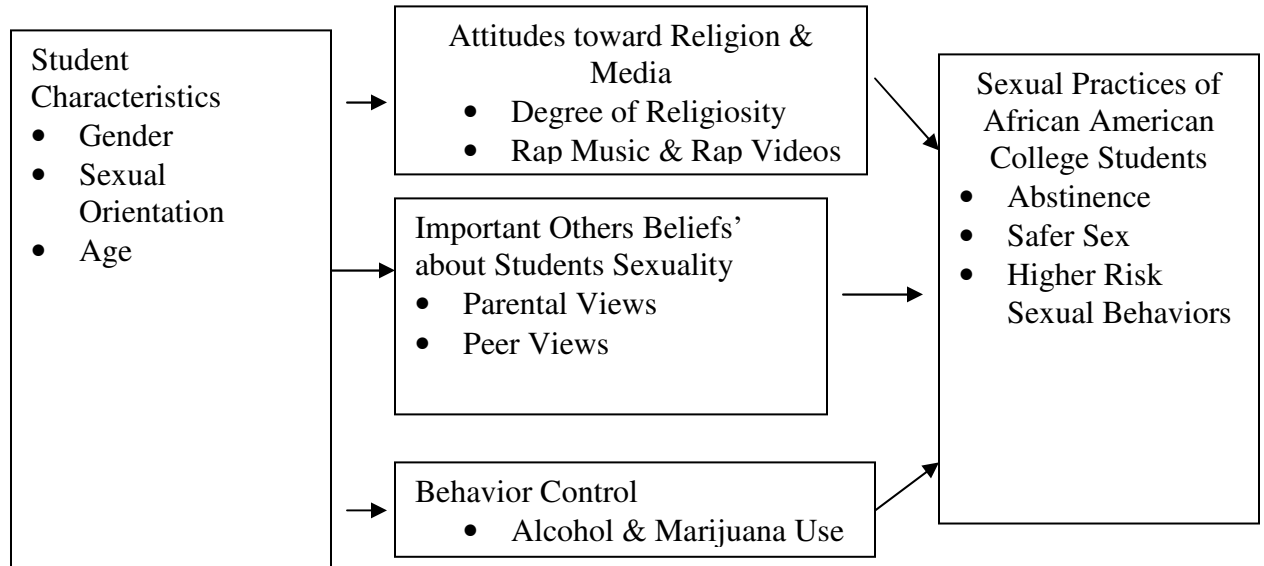 Student
Characteristics
• Gender
• Sexual
Orientation
• Age
Attitudes toward Religion &
Media
• Degree of Religiosity
• Rap Music & Rap Videos
Important Others Beliefs’
about Students Sexuality
• Parental Views
• Peer Views
Behavior Control
• Alcohol & Marijuana Use
Sexual Practices of
African American
College Students
• Abstinence
• Safer Sex
• Higher Risk
Sexual Behaviors